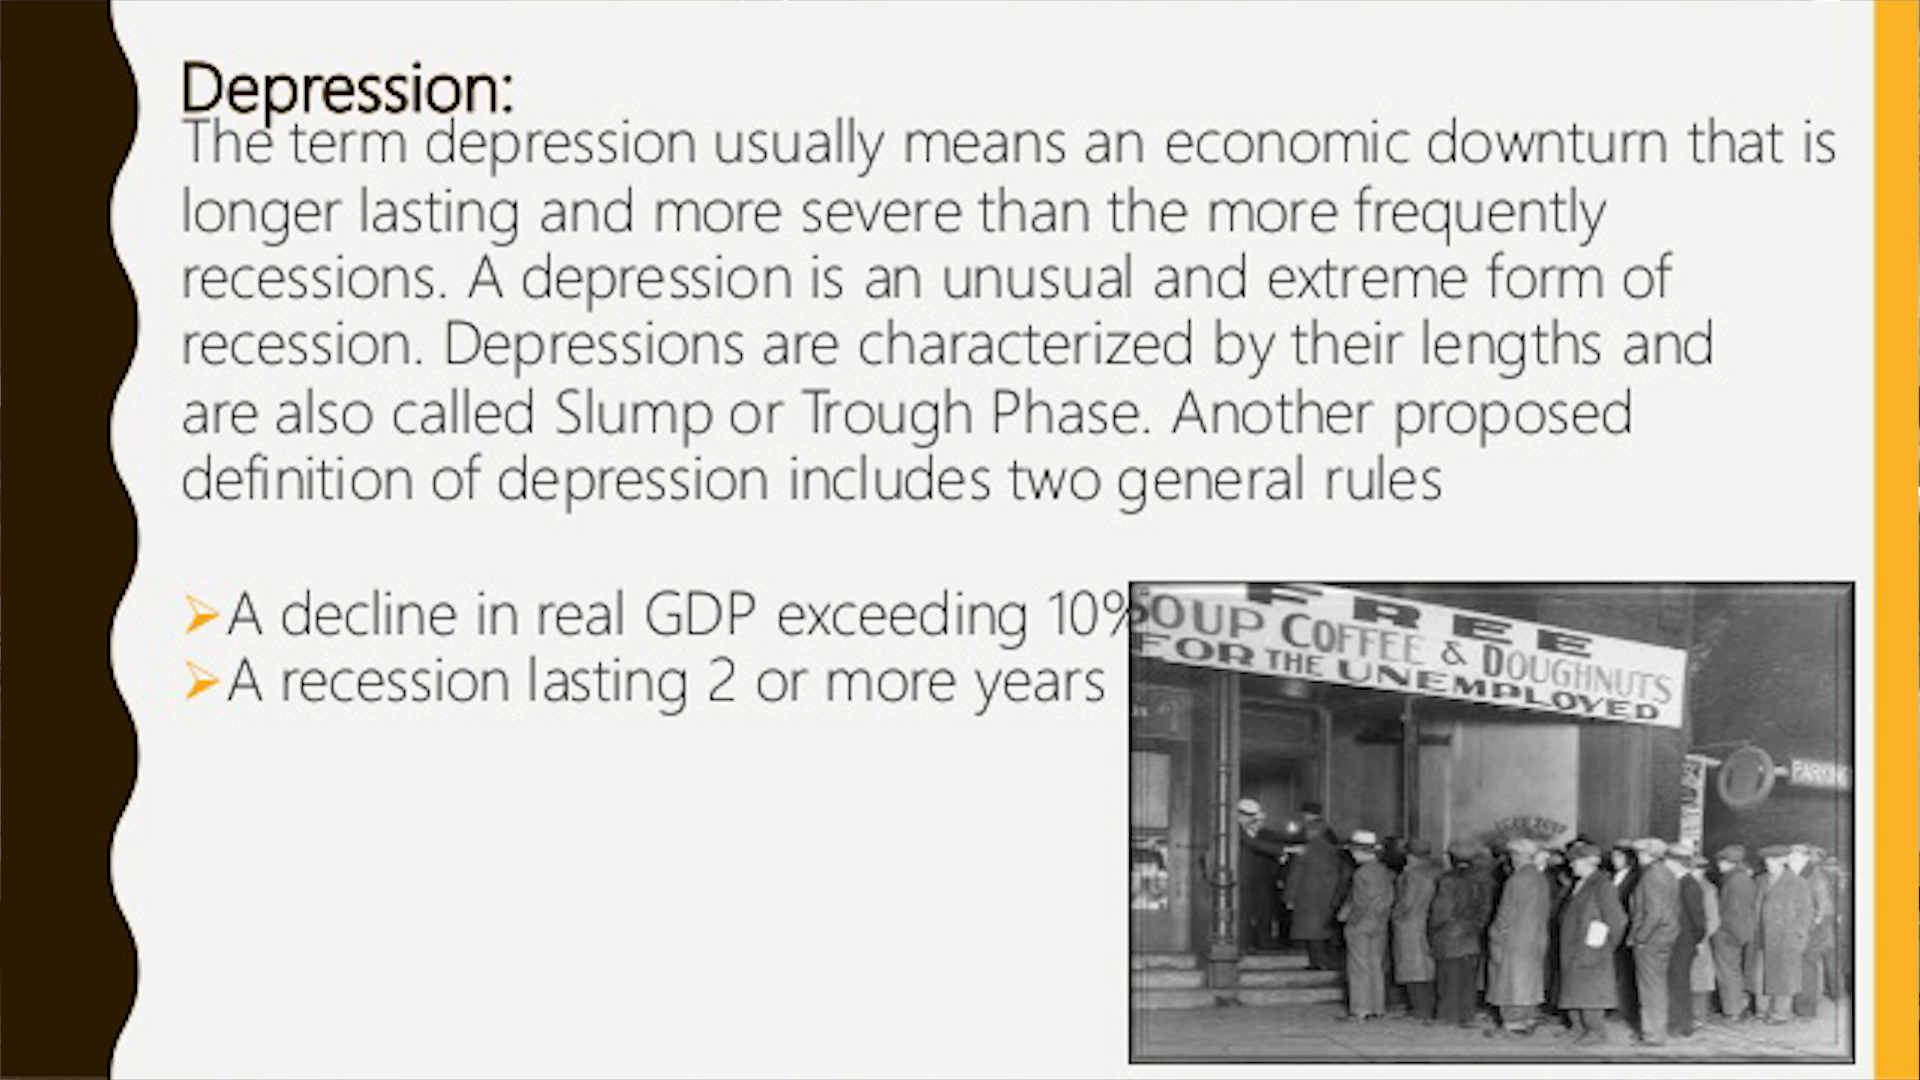 Depression:
The term depression usually means an economic downturn that is
longer lasting and more severe than the more frequently
recessions. A depression is an unusual and extreme form of
recession. Depressions are characterized by their lengths and
are also called Slump or Trough Phase. Another proposed
definition of depression includes two general rules
A decline in real GDP exceeding 10%
A recession lasting 2 or more years
FREE
SOUP COFFEE & DOUGHNUTS
FOR THE UNEMPLOYED
PARKING